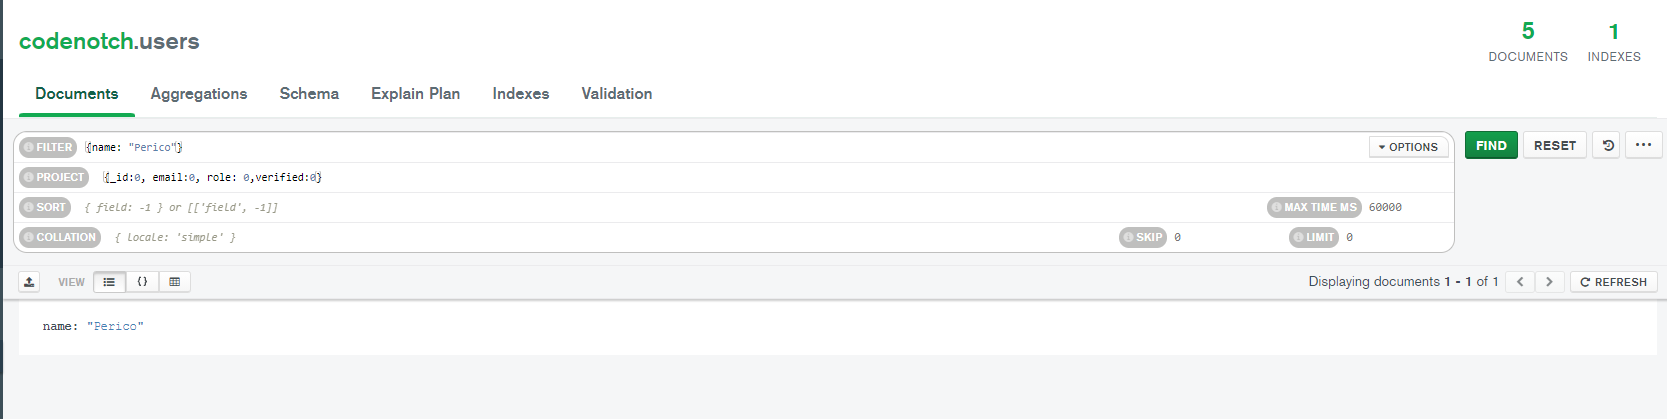 codenotch.users
5 1
DOCUMENTS INDEXES
Documents Aggregations Schema Explain Plan Indexes Validation
FILTER {name: "Perico"} OPTIONS FIND RESET ...
PROJECT {_id:0, email:0, role: 0,verified:0}
SORT { field: -1 } or [['field', -1]] MAX TIME MS 60000
COLLATION { locale: 'simple' } SKIP 0 LIMIT 0
VIEW {} Displaying documents 1 - 1 of 1 < > REFRESH
name: "Perico"